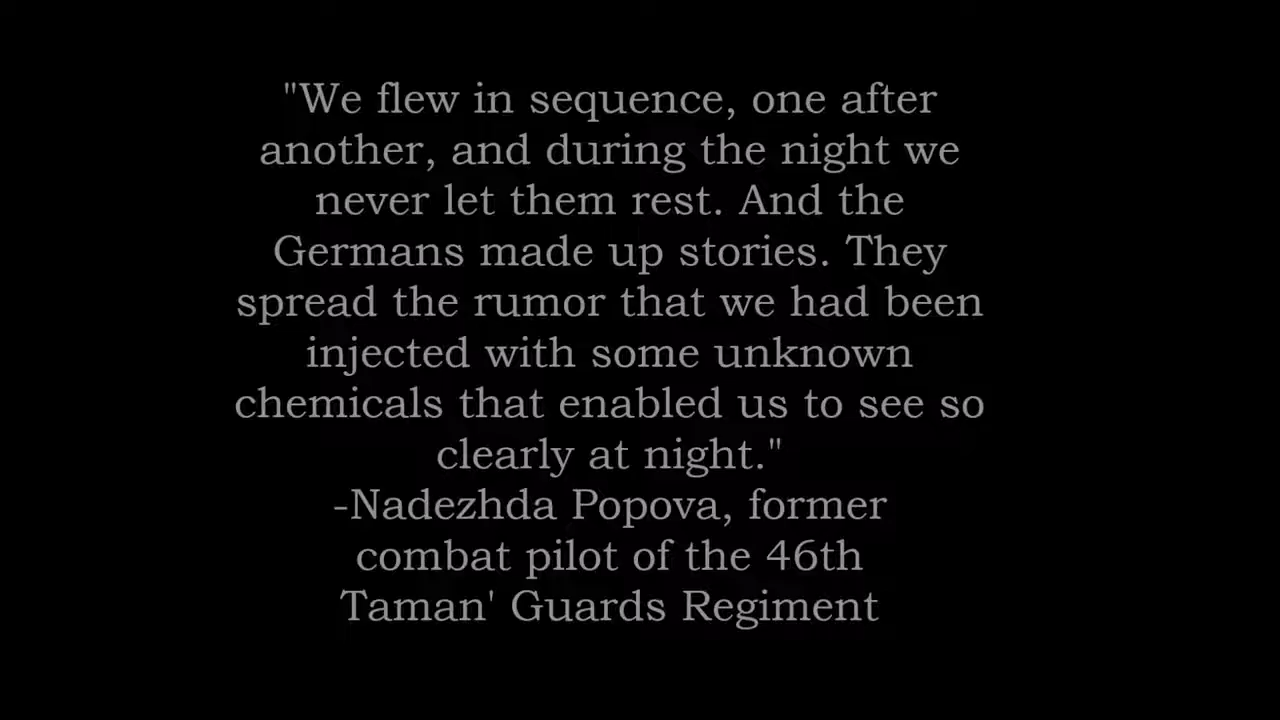 "We flew in sequence, one after
another, and during the night we
never let them rest. And the
Germans made up stories. They
spread the rumor that we had been
injected with some unknown
chemicals that enabled us to see so
clearly at night."
-Nadezhda Popova, former
combat pilot of the 46th
Taman' Guards Regiment